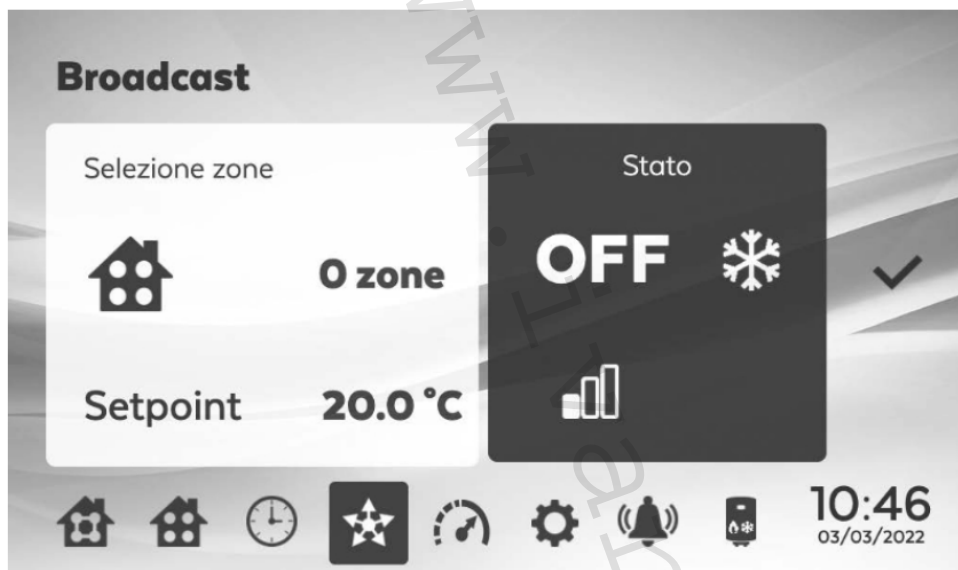 Broadcast
Selezione zone
0 zone
Setpoint 20.0 °C
Stato
OFF
10:46
03/03/2022